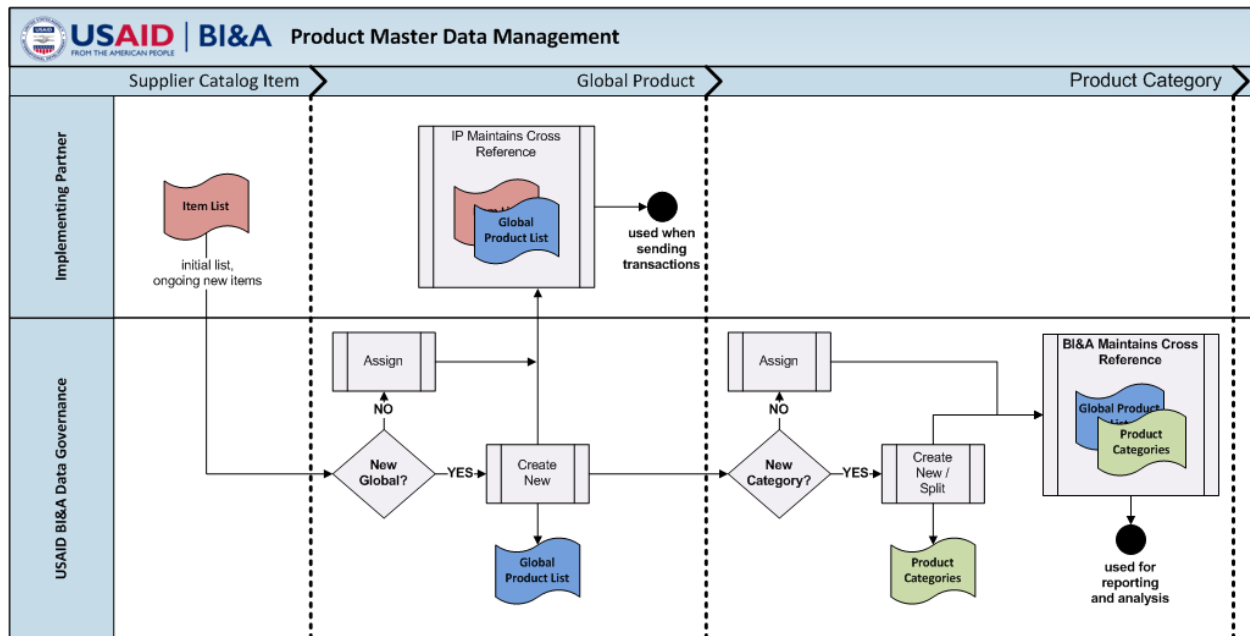 USAID
FROM THE AMERICAN PEOPLE
BI&A
Product Master Data Management
Supplier Catalog Item
Global Product
Product Category
Implementing Partner
Item List
initial list,
ongoing new items
IP Maintains Cross
Reference
Global
Product List
used when
sending
transactions
USAID BI&A Data Governance
Assign
NO
New
Global?
YES
Create
New
Global
Product List
Assign
NO
New
Category?
YES
Create
New /
Split
Product
Categories
BI&A Maintains Cross
Reference
Global Product
Product
Categories
used for
reporting
and analysis